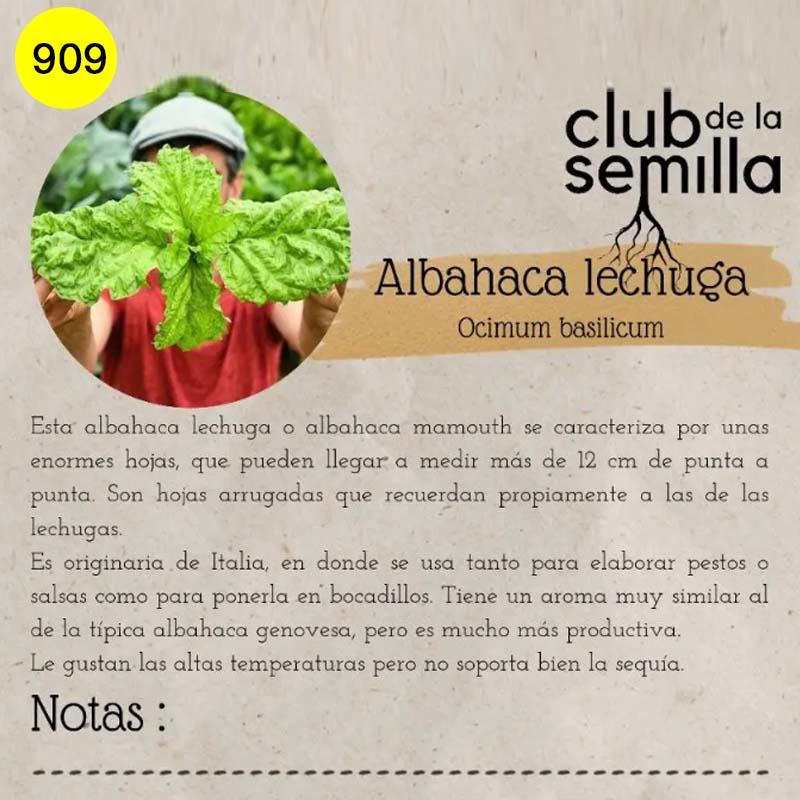 909
club de la
semilla
Albahaca lechuga
Ocimum basilicum
Esta albahaca lechuga o albahaca mamouth se caracteriza por unas
enormes hojas, que pueden llegar a medir más de 12 cm de punta a
punta. Son hojas arrugadas que recuerdan propiamente a las de las
lechugas.
Es originaria de Italia, en donde se usa tanto para elaborar pestos o
salsas como para ponerla en bocadillos. Tiene un aroma muy similar al
de la típica albahaca genovesa, pero es mucho más productiva.
Le gustan las altas temperaturas pero no soporta bien la sequía.
Notas :